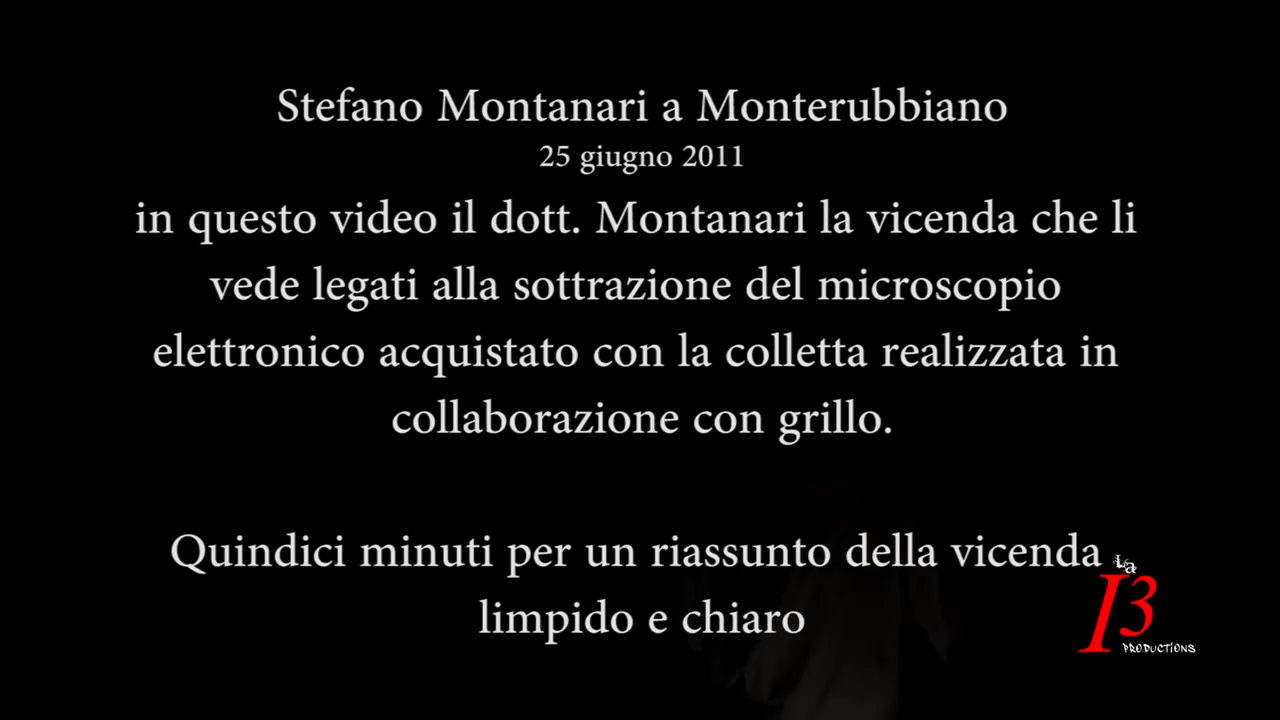 Stefano Montanari a Monterubbiano
25 giugno 2011
in questo video il dott. Montanari la vicenda che li
vede legati alla sottrazione del microscopio
elettronico acquistato con la colletta realizzata in
collaborazione con grillo.
Quindici minuti per un riassunto della vicenda
limpido e chiaro
La
I3
PRODUCTIONS